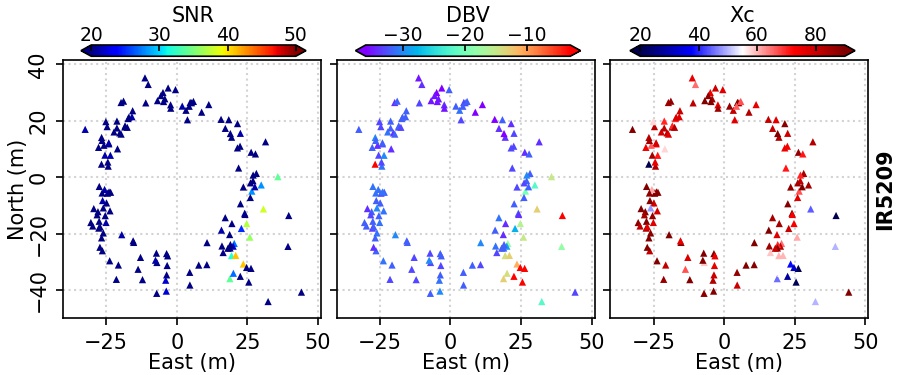 SNR
DBV
Xc
20 30 40 50
−30 −20 −10
20 40 60 80
North (m)
40
20
0
−20
−40
−25 0 25 50
−25 0 25 50
−25 0 25 50
East (m)
East (m)
East (m)
IR5209